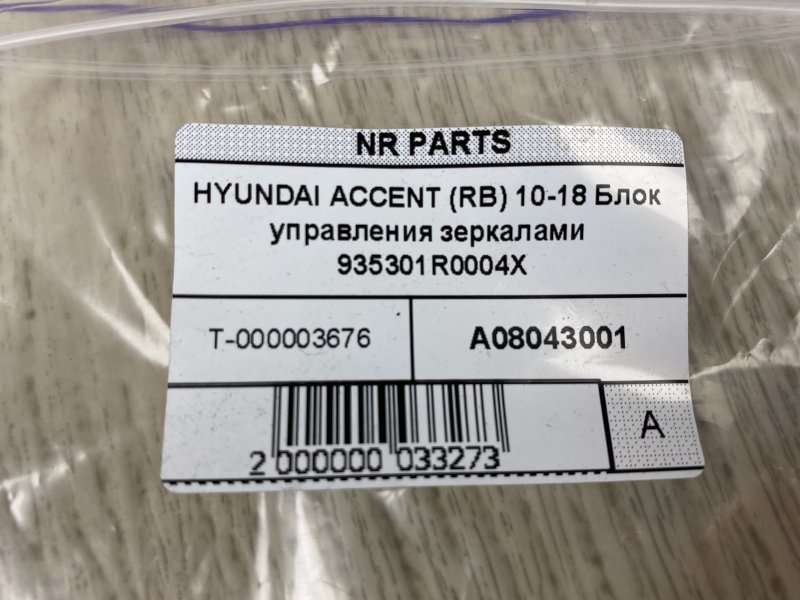 NR PARTS
HYUNDAI ACCENT (RB) 10-18 Блок
управления зеркалами
935301R0004X
T-000003676
A08043001
A
2 000000 033273